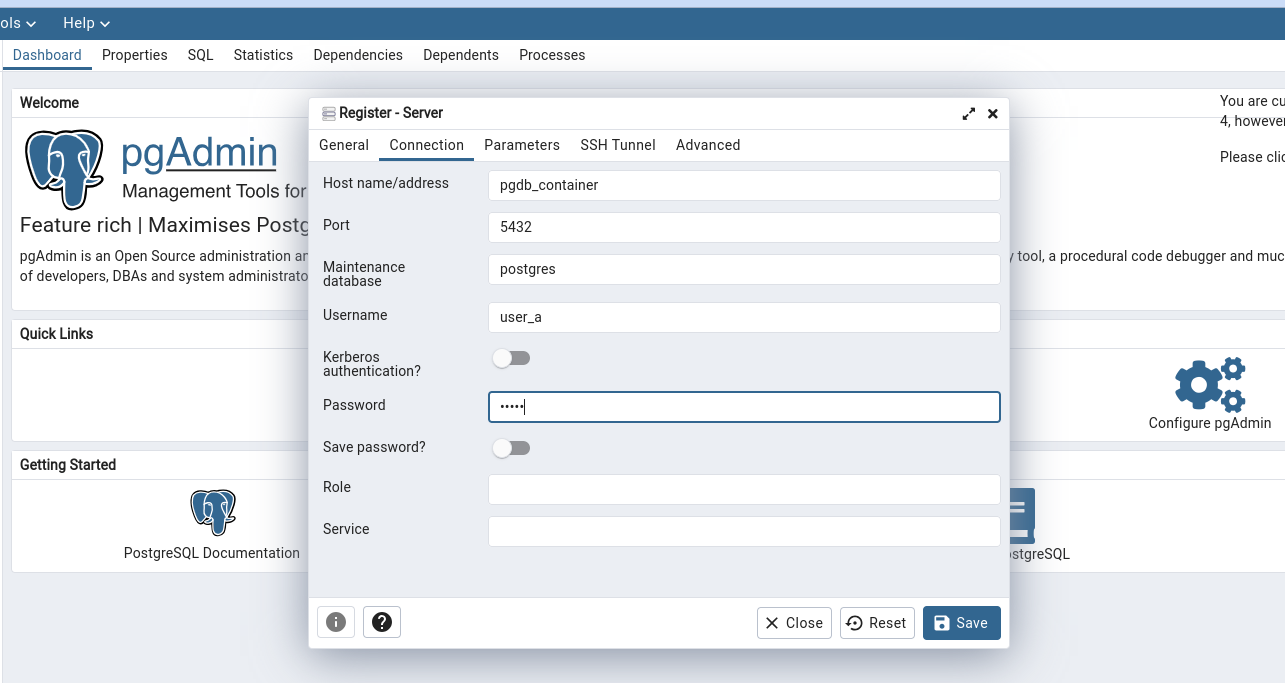 ols Help
Dashboard Properties SQL Statistics Dependencies Dependents Processes
Welcome
You are cu
4, however
Please clic
pgAdmin
Management Tools for
Feature rich | Maximises Postg
pgAdmin is an Open Source administration an
y tool, a procedural code debugger and muc
of developers, DBAs and system administrato
Quick Links
Configure pgAdmin
Getting Started
PostgreSQL Documentation
ostgreSQL
Register - Server
General Connection Parameters SSH Tunnel Advanced
Host name/address pgdb_container
Port 5432
Maintenance
database
postgres
Username user_a
Kerberos
authentication?
Password •••••
Save password?
Role
Service
Close Reset Save